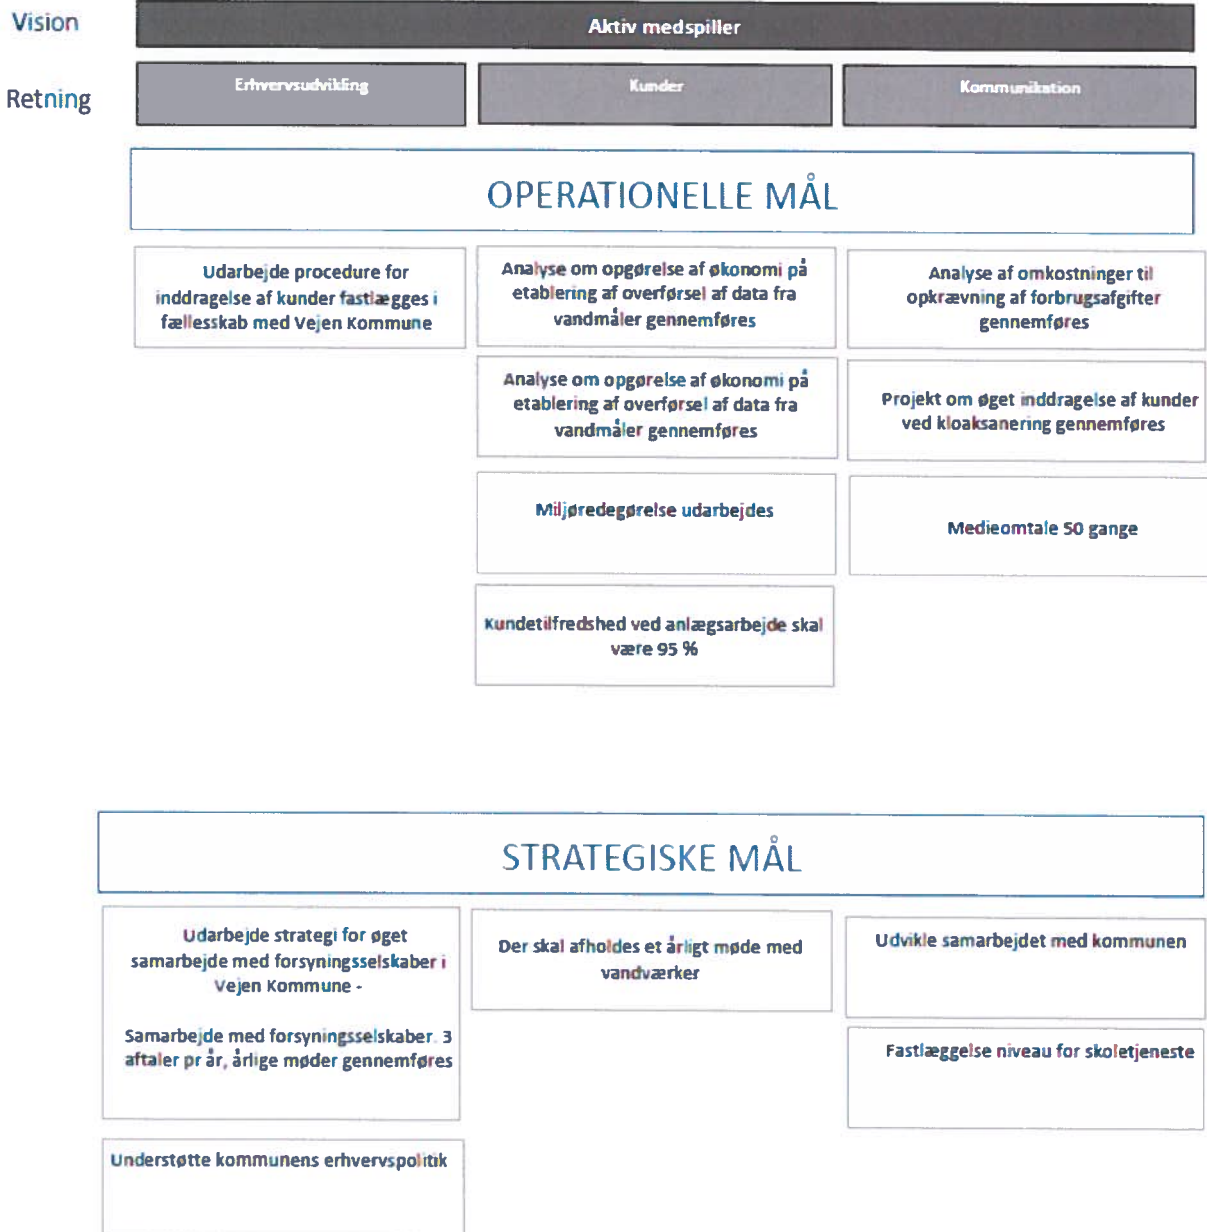 Vision
Aktiv medspiller
Retning
Erhvervsudvikling
Kunder
Kommunikation
OPERATIONELLE MÅL
Udarbejde procedure for
inddragelse af kunder fastlægges i
fællesskab med Vejen Kommune
Analyse om opgørelse af økonomi på
etablering af overførsel af data fra
vandmåler gennemføres
Analyse af omkostninger til
opkrævning af forbrugsafgifter
gennemføres
Analyse om opgørelse af økonomi på
etablering af overførsel af data fra
vandmåler gennemføres
Projekt om øget inddragelse af kunder
ved kloaksanering gennemføres
Miljøredegørelse udarbejdes
Medieomtale 50 gange
Kundetilfredshed ved anlægsarbejde skal
være 95 %
STRATEGISKE MÅL
Udarbejde strategi for øget
samarbejde med forsyningsselskaber i
Vejen Kommune -
Samarbejde med forsyningsselskaber. 3
aftaler pr år, årlige møder gennemføres
Der skal afholdes et årligt møde med
vandværker
Udvikle samarbejdet med kommunen
Fastlæggelse niveau for skoletjeneste
Understøtte kommunens erhvervspolitik